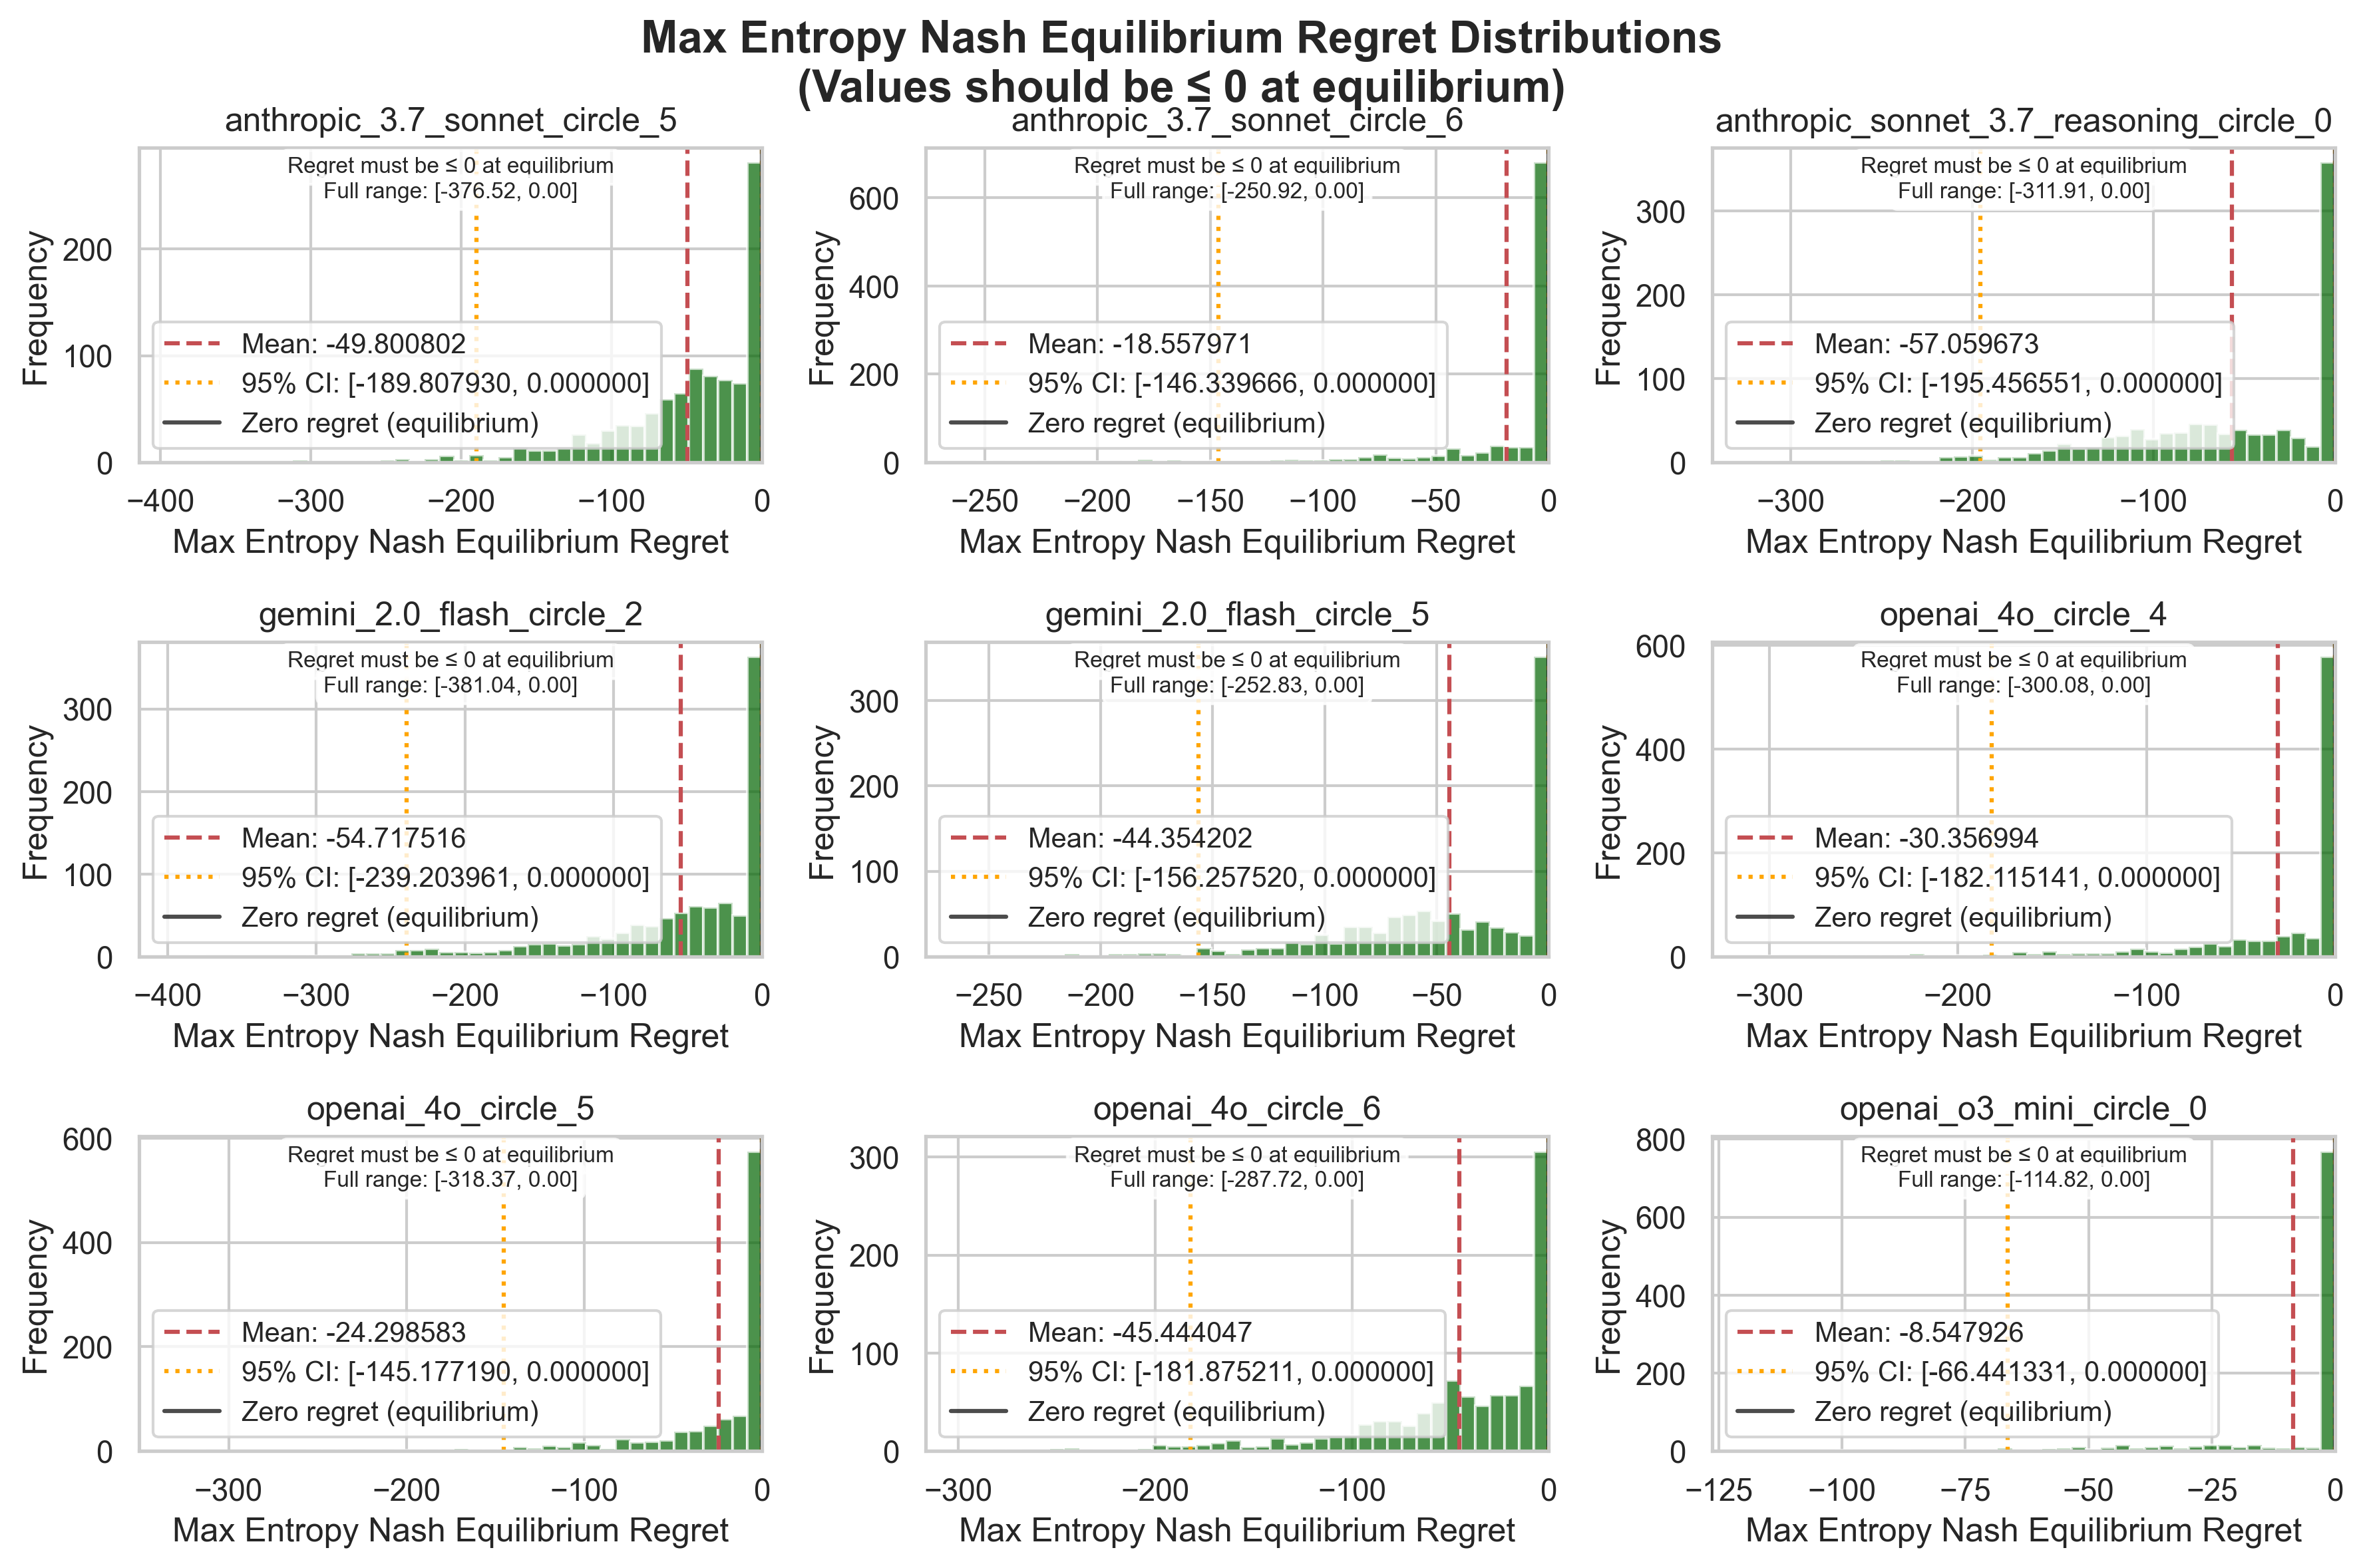 Max Entropy Nash Equilibrium Regret Distributions
(Values should be ≤ 0 at equilibrium)
anthropic_3.7_sonnet_circle_5
Regret must be ≤ 0 at equilibrium
Full range: [-376.52, 0.00]
Frequency
200
100
0
Mean: -49.800802
95% CI: [-189.807930, 0.000000]
Zero regret (equilibrium)
−400 −300 −200 −100 0
Max Entropy Nash Equilibrium Regret
anthropic_3.7_sonnet_circle_6
Regret must be ≤ 0 at equilibrium
Full range: [-250.92, 0.00]
Frequency
600
400
200
0
Mean: -18.557971
95% CI: [-146.339666, 0.000000]
Zero regret (equilibrium)
−250 −200 −150 −100 −50 0
Max Entropy Nash Equilibrium Regret
anthropic_sonnet_3.7_reasoning_circle_0
Regret must be ≤ 0 at equilibrium
Full range: [-311.91, 0.00]
Frequency
300
200
100
0
Mean: -57.059673
95% CI: [-195.456551, 0.000000]
Zero regret (equilibrium)
−300 −200 −100 0
Max Entropy Nash Equilibrium Regret
gemini_2.0_flash_circle_2
Regret must be ≤ 0 at equilibrium
Full range: [-381.04, 0.00]
Frequency
300
200
100
0
Mean: -54.717516
95% CI: [-239.203961, 0.000000]
Zero regret (equilibrium)
−400 −300 −200 −100 0
Max Entropy Nash Equilibrium Regret
gemini_2.0_flash_circle_5
Regret must be ≤ 0 at equilibrium
Full range: [-252.83, 0.00]
Frequency
300
200
100
0
Mean: -44.354202
95% CI: [-156.257520, 0.000000]
Zero regret (equilibrium)
−250 −200 −150 −100 −50 0
Max Entropy Nash Equilibrium Regret
openai_4o_circle_4
Regret must be ≤ 0 at equilibrium
Full range: [-300.08, 0.00]
Frequency
600
400
200
0
Mean: -30.356994
95% CI: [-182.115141, 0.000000]
Zero regret (equilibrium)
−300 −200 −100 0
Max Entropy Nash Equilibrium Regret
openai_4o_circle_5
Regret must be ≤ 0 at equilibrium
Full range: [-318.37, 0.00]
Frequency
600
400
200
0
Mean: -24.298583
95% CI: [-145.177190, 0.000000]
Zero regret (equilibrium)
−300 −200 −100 0
Max Entropy Nash Equilibrium Regret
openai_4o_circle_6
Regret must be ≤ 0 at equilibrium
Full range: [-287.72, 0.00]
Frequency
300
200
100
0
Mean: -45.444047
95% CI: [-181.875211, 0.000000]
Zero regret (equilibrium)
−300 −200 −100 0
Max Entropy Nash Equilibrium Regret
openai_o3_mini_circle_0
Regret must be ≤ 0 at equilibrium
Full range: [-114.82, 0.00]
Frequency
800
600
400
200
0
Mean: -8.547926
95% CI: [-66.441331, 0.000000]
Zero regret (equilibrium)
−125 −100 −75 −50 −25 0
Max Entropy Nash Equilibrium Regret